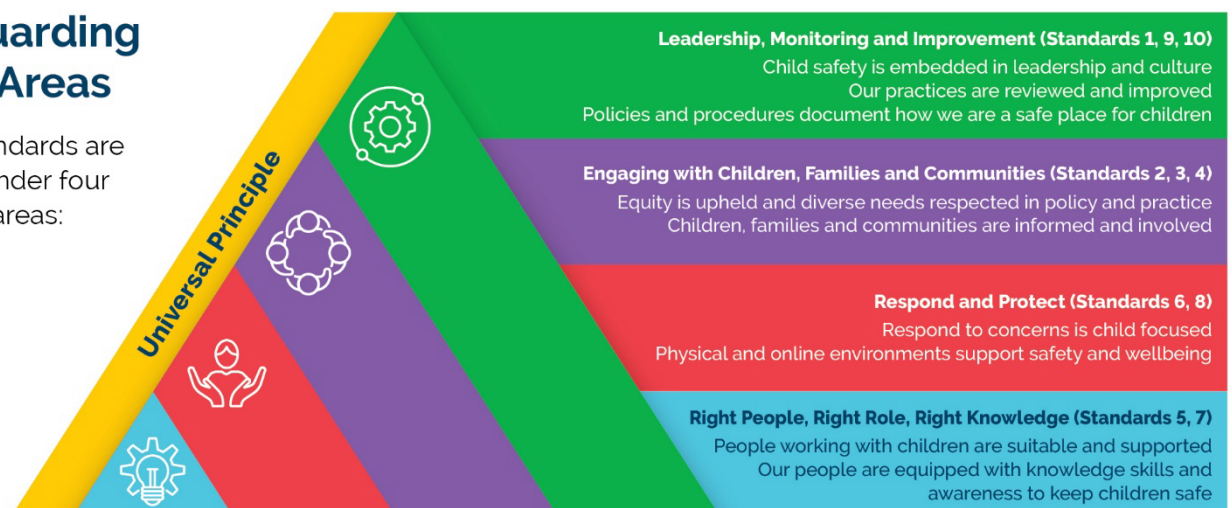 Areas
are
four
areas:
Universal Principle
Leadership, Monitoring and Improvement (Standards 1, 9, 10)
Child safety is embedded in leadership and culture
Our practices are reviewed and improved
Policies and procedures document how we are a safe place for children
Engaging with Children, Families and Communities (Standards 2, 3, 4)
Equity is upheld and diverse needs respected in policy and practice
Children, families and communities are informed and involved
Respond and Protect (Standards 6, 8)
Respond to concerns is child focused
Physical and online environments support safety and wellbeing
Right People, Right Role, Right Knowledge (Standards 5, 7)
People working with children are suitable and supported
Our people are equipped with knowledge skills and
awareness to keep children safe